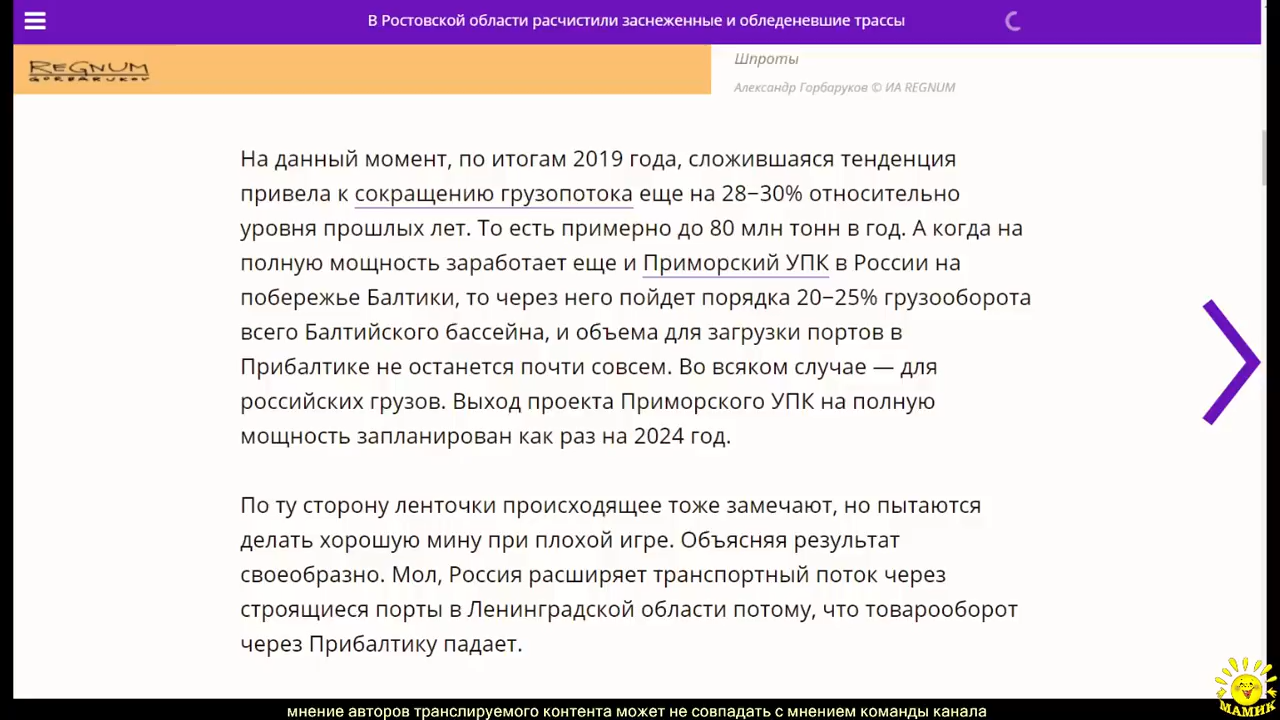 В Ростовской области расчистили заснеженные и обледеневшие трассы
REGNUM
GORBARUKOV
Шпроты
Александр Горбаруков © ИА REGNUM
На данный момент, по итогам 2019 года, сложившаяся тенденция
привела к сокращению грузопотока еще на 28−30% относительно
уровня прошлых лет. То есть примерно до 80 млн тонн в год. А когда на
полную мощность заработает еще и Приморский УПК в России на
побережье Балтики, то через него пойдет порядка 20−25% грузооборота
всего Балтийского бассейна, и объема для загрузки портов в
Прибалтике не останется почти совсем. Во всяком случае — для
российских грузов. Выход проекта Приморского УПК на полную
мощность запланирован как раз на 2024 год.
По ту сторону ленточки происходящее тоже замечают, но пытаются
делать хорошую мину при плохой игре. Объясняя результат
своеобразно. Мол, Россия расширяет транспортный поток через
строящиеся порты в Ленинградской области потому, что товарооборот
через Прибалтику падает.
МАМИК
мнение авторов транслируемого контента может не совпадать с мнением команды канала